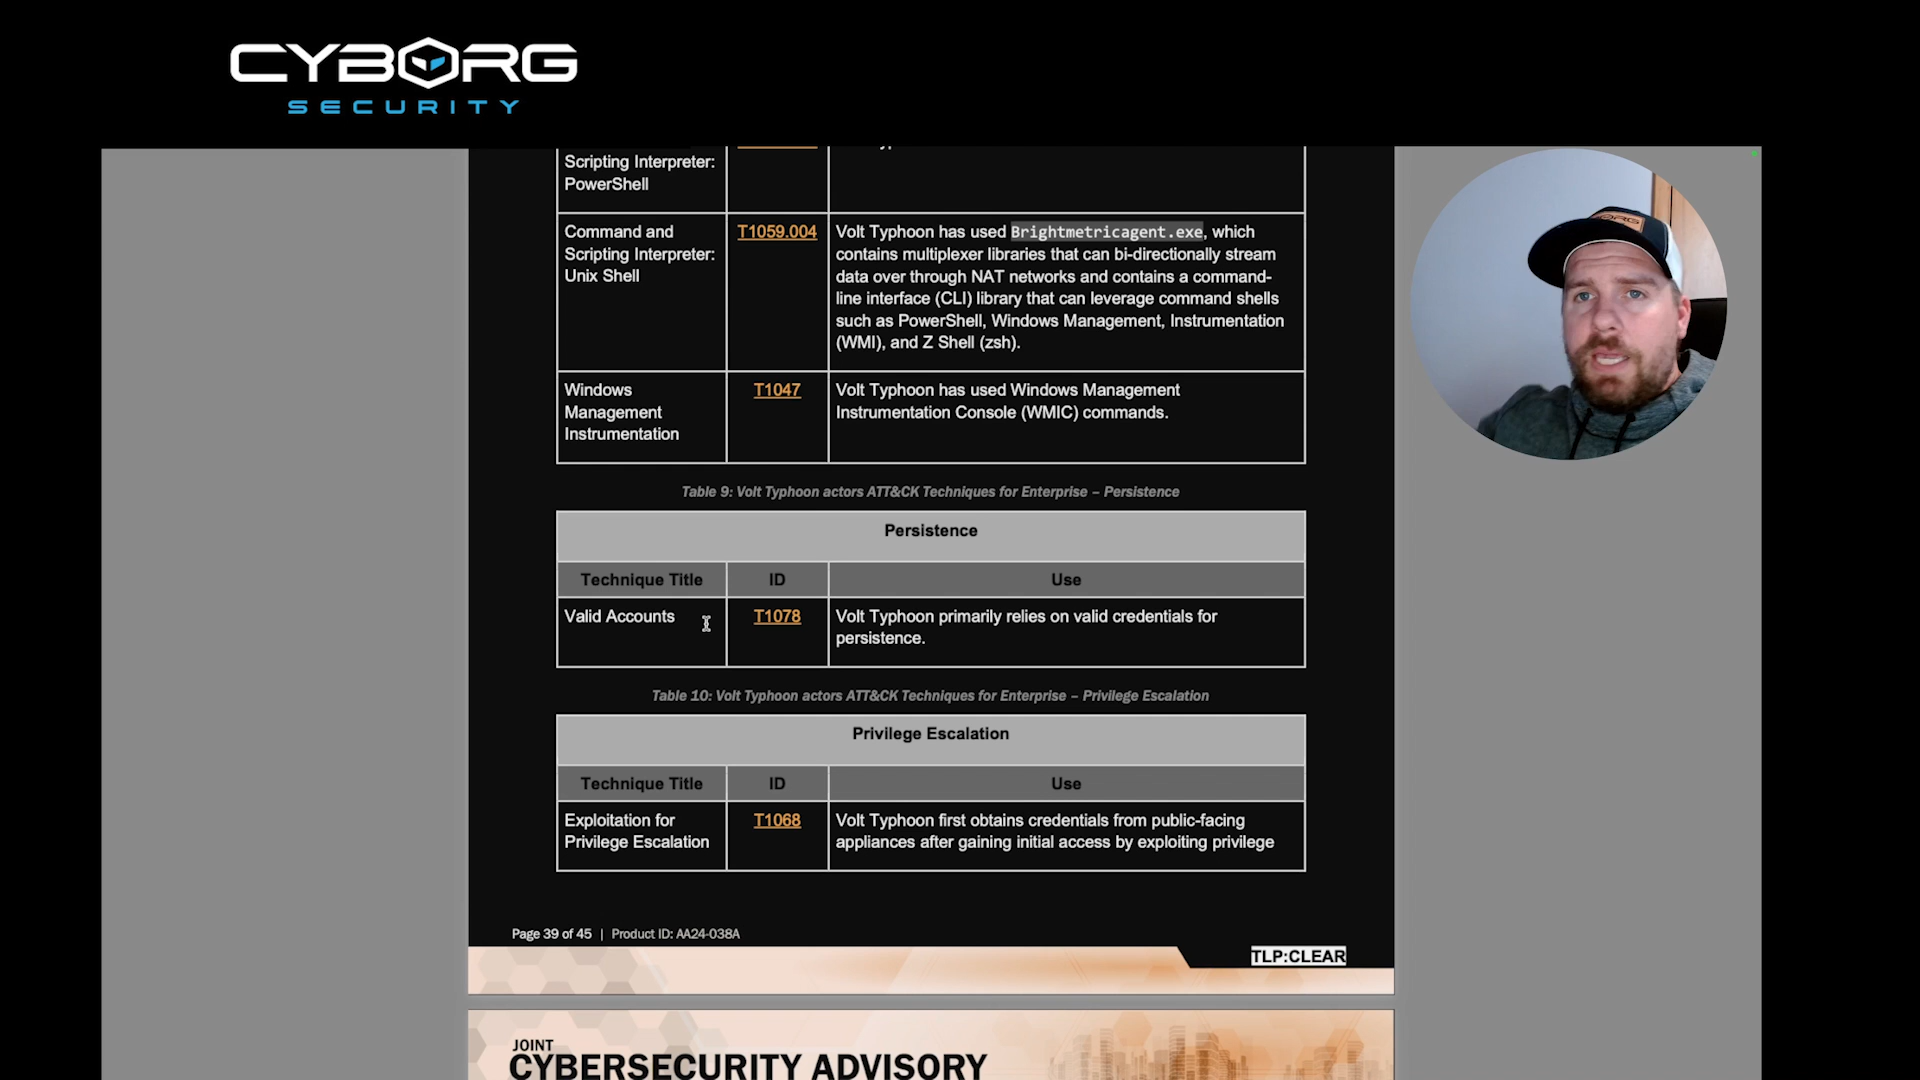 CYBORG
SECURITY
Scripting Interpreter:
PowerShell
Command and
Scripting Interpreter:
Unix Shell
T1059.004
Volt Typhoon has used Brightmetricagent.exe, which
contains multiplexer libraries that can bi-directionally stream
data over through NAT networks and contains a command-
line interface (CLI) library that can leverage command shells
such as PowerShell, Windows Management, Instrumentation
(WMI), and Z Shell (zsh).
Windows
Management
Instrumentation
T1047
Volt Typhoon has used Windows Management
Instrumentation Console (WMIC) commands.
Table 9: Volt Typhoon actors ATT&CK Techniques for Enterprise – Persistence
Persistence
Technique Title
ID
Use
Valid Accounts
T1078
Volt Typhoon primarily relies on valid credentials for
persistence.
Table 10: Volt Typhoon actors ATT&CK Techniques for Enterprise – Privilege Escalation
Privilege Escalation
Technique Title
ID
Use
Exploitation for
Privilege Escalation
T1068
Volt Typhoon first obtains credentials from public-facing
appliances after gaining initial access by exploiting privilege
Page 39 of 45 | Product ID: AA24-038A
TLP:CLEAR
JOINT
CYBERSECURITY ADVISORY